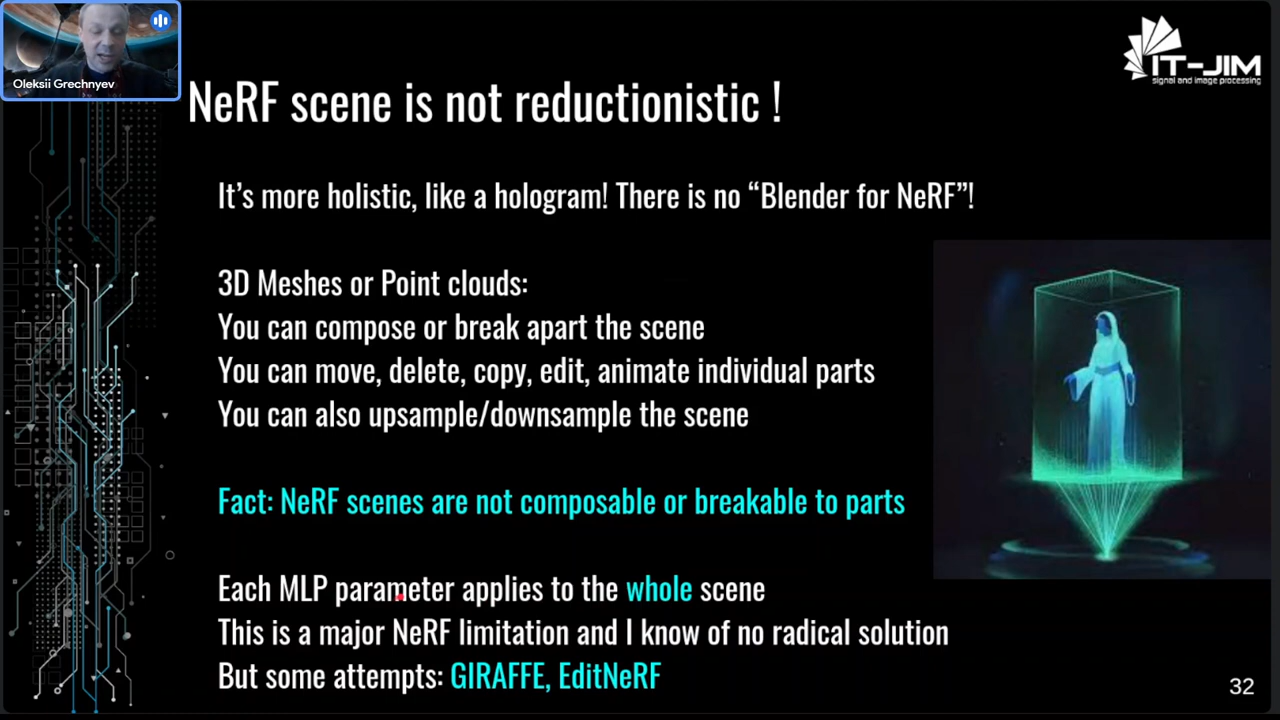 Oleksii Grechnyev
IT-JIM
signal and image processing
NeRF scene is not reductionistic !
It’s more holistic, like a hologram! There is no “Blender for NeRF”!
3D Meshes or Point clouds:
You can compose or break apart the scene
You can move, delete, copy, edit, animate individual parts
You can also upsample/downsample the scene
Fact: NeRF scenes are not composable or breakable to parts
Each MLP parameter applies to the whole scene
This is a major NeRF limitation and I know of no radical solution
But some attempts: GIRAFFE, EditNeRF
32